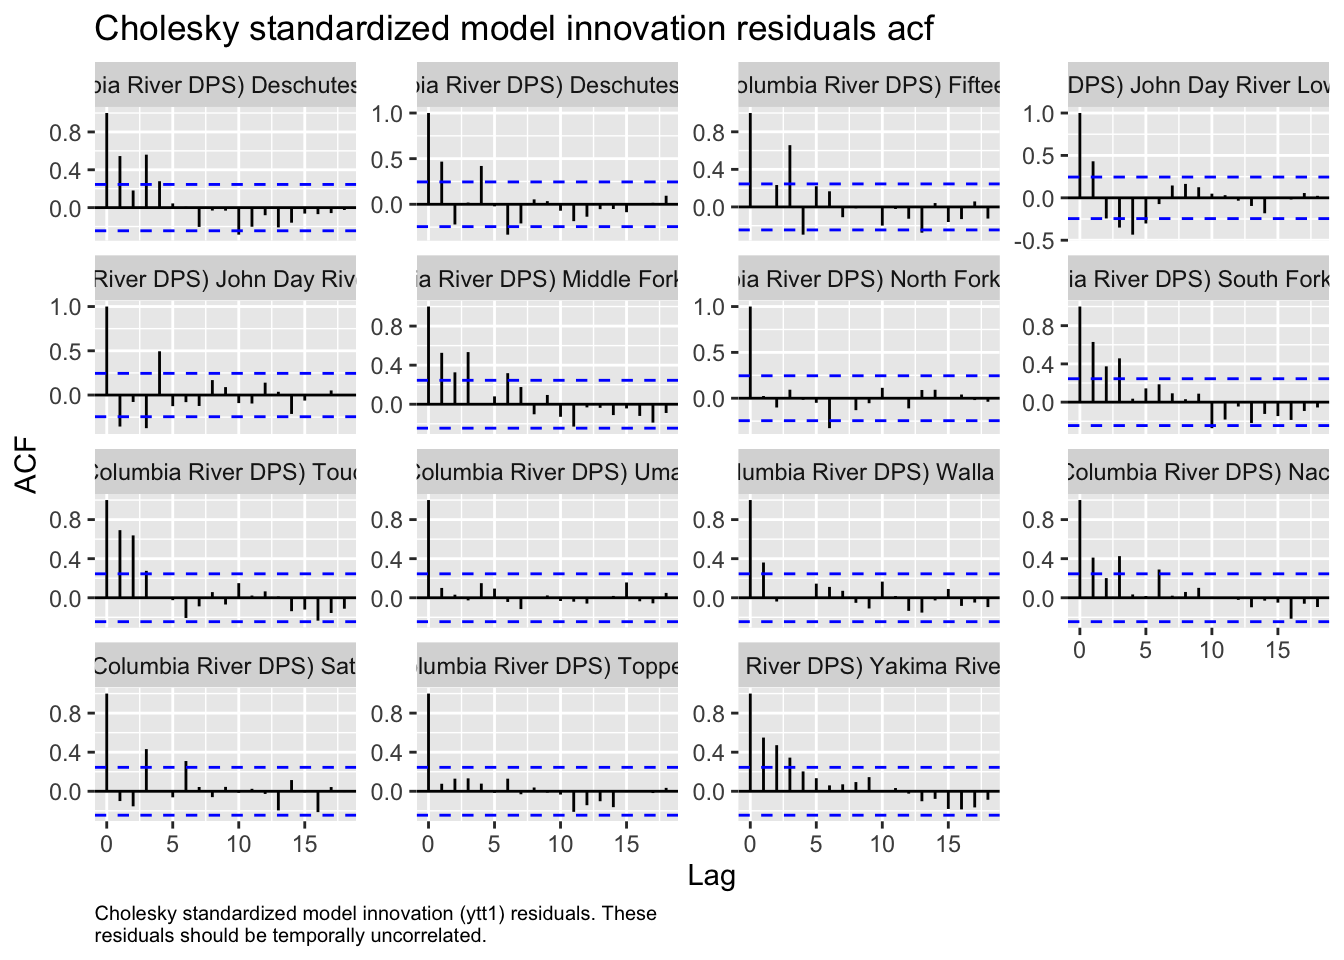 Cholesky standardized model innovation residuals acf
bia River DPS) Deschutes
bia River DPS) Deschutes
olumbia River DPS) Fiftee
DPS) John Day River Low
0.8
0.4
0.0
1.0
0.5
0.0
0.8
0.4
0.0
1.0
0.5
0.0
-0.5
River DPS) John Day Rive
ia River DPS) Middle Fork
bia River DPS) North Fork
ia River DPS) South Fork
1.0
0.5
0.0
0.8
0.4
0.0
1.0
0.5
0.0
0.8
0.4
0.0
Columbia River DPS) Touc
Columbia River DPS) Uma
lumbia River DPS) Walla
Columbia River DPS) Nac
0.8
0.4
0.0
0.8
0.4
0.0
0.8
0.4
0.0
0.8
0.4
0.0
0 5 10 15
Columbia River DPS) Sat
olumbia River DPS) Toppe
River DPS) Yakima Rive
0.8
0.4
0.0
0.8
0.4
0.0
0.8
0.4
0.0
0 5 10 15
0 5 10 15
0 5 10 15
ACF
Lag
Cholesky standardized model innovation (ytt1) residuals. These
residuals should be temporally uncorrelated.